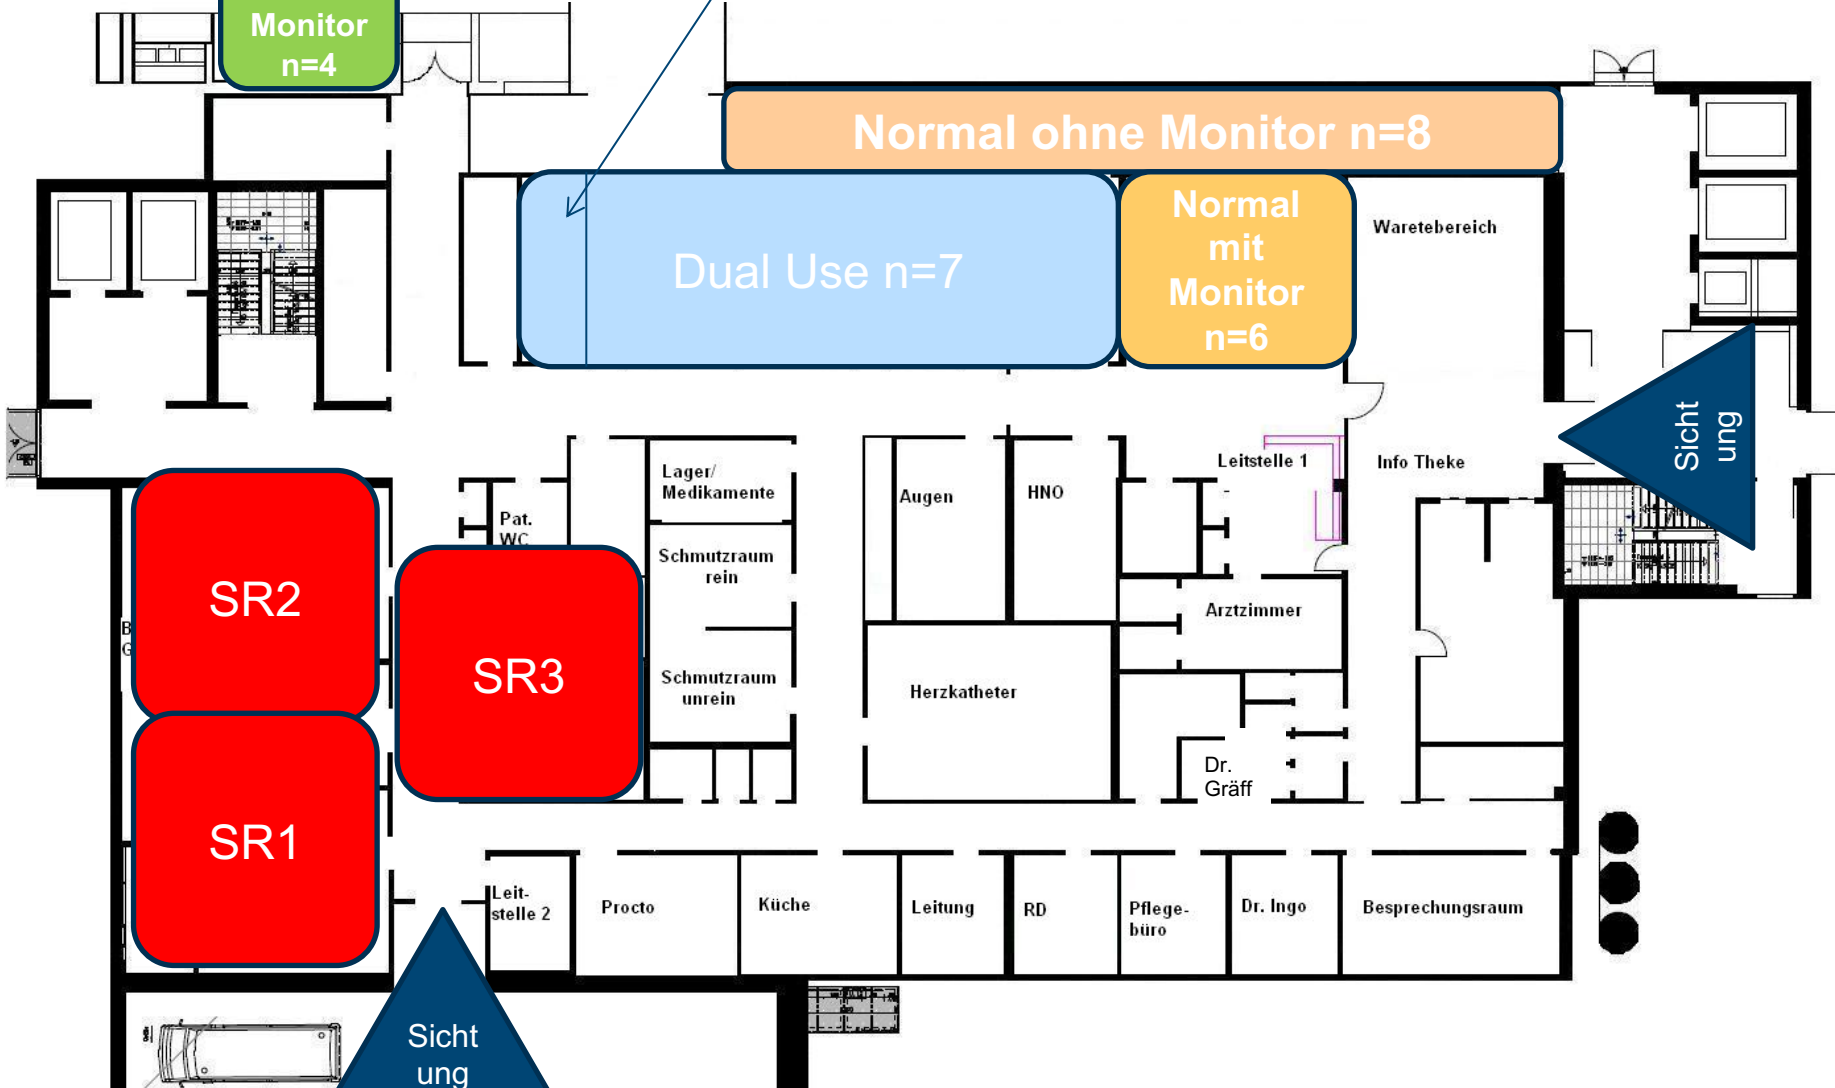 Monitor
n=4
Normal ohne Monitor n=8
Dual Use n=7
Normal
mit
Monitor
n=6
Waretebereich
Sicht
ung
Leitstelle 1
Info Theke
Lager/
Medikamente
Augen
HNO
Pat.
WC
Schmutzraum
rein
SR2
SR3
B
G
Arztzimmer
Schmutzraum
unrein
Herzkatheter
Dr.
Gräff
SR1
Leit-
stelle 2
Procto
Küche
Leitung
RD
Pflege-
büro
Dr. Ingo
Besprechungsraum
Sicht
ung